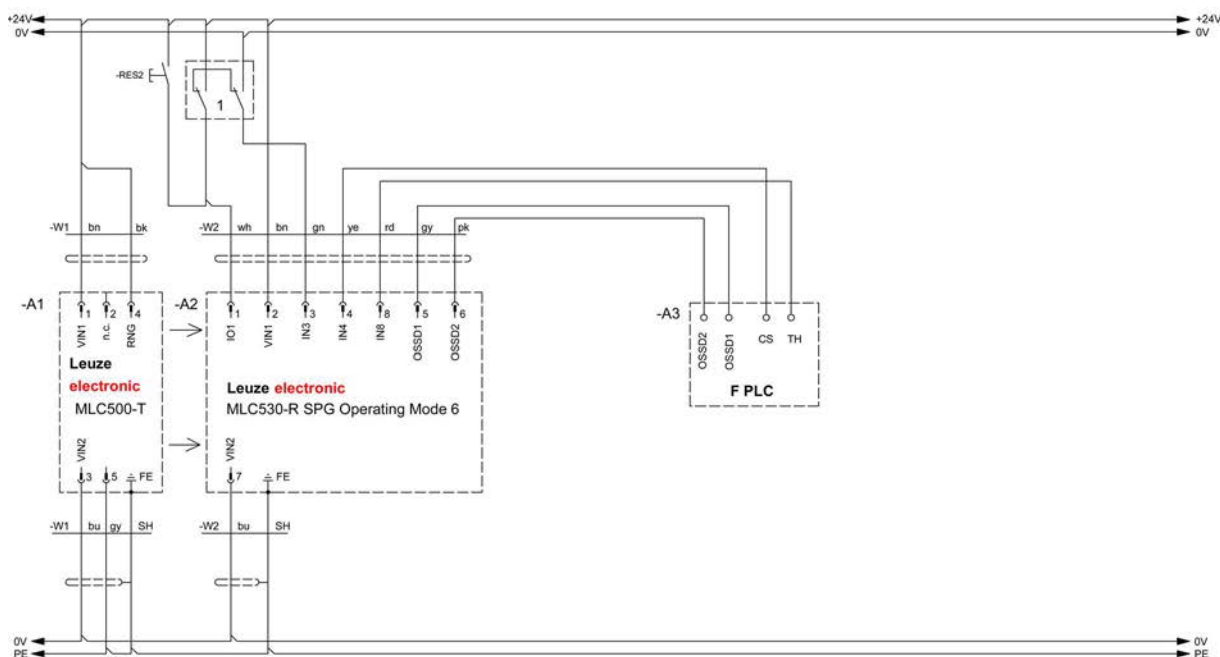 +24V +24V
0V 0V
-RES2
1
-W1 bn bk -W2 wh bn gn ye rd gy pk
-A1 -A2 -A3
1 2 4 1 2 3 4 8 5 6
VIN1 n.c. RNG IO1 VIN1 IN3 IN4 IN8 OSSD1 OSSD2 OSSD2 OSSD1 CS TH
Leuze
electronic
MLC500-T
Leuze electronic
MLC530-R SPG Operating Mode 6
F PLC
VIN2 VIN2
3 5 FE 7 FE
-W1 bu gy SH -W2 bu SH
0V 0V
PE PE